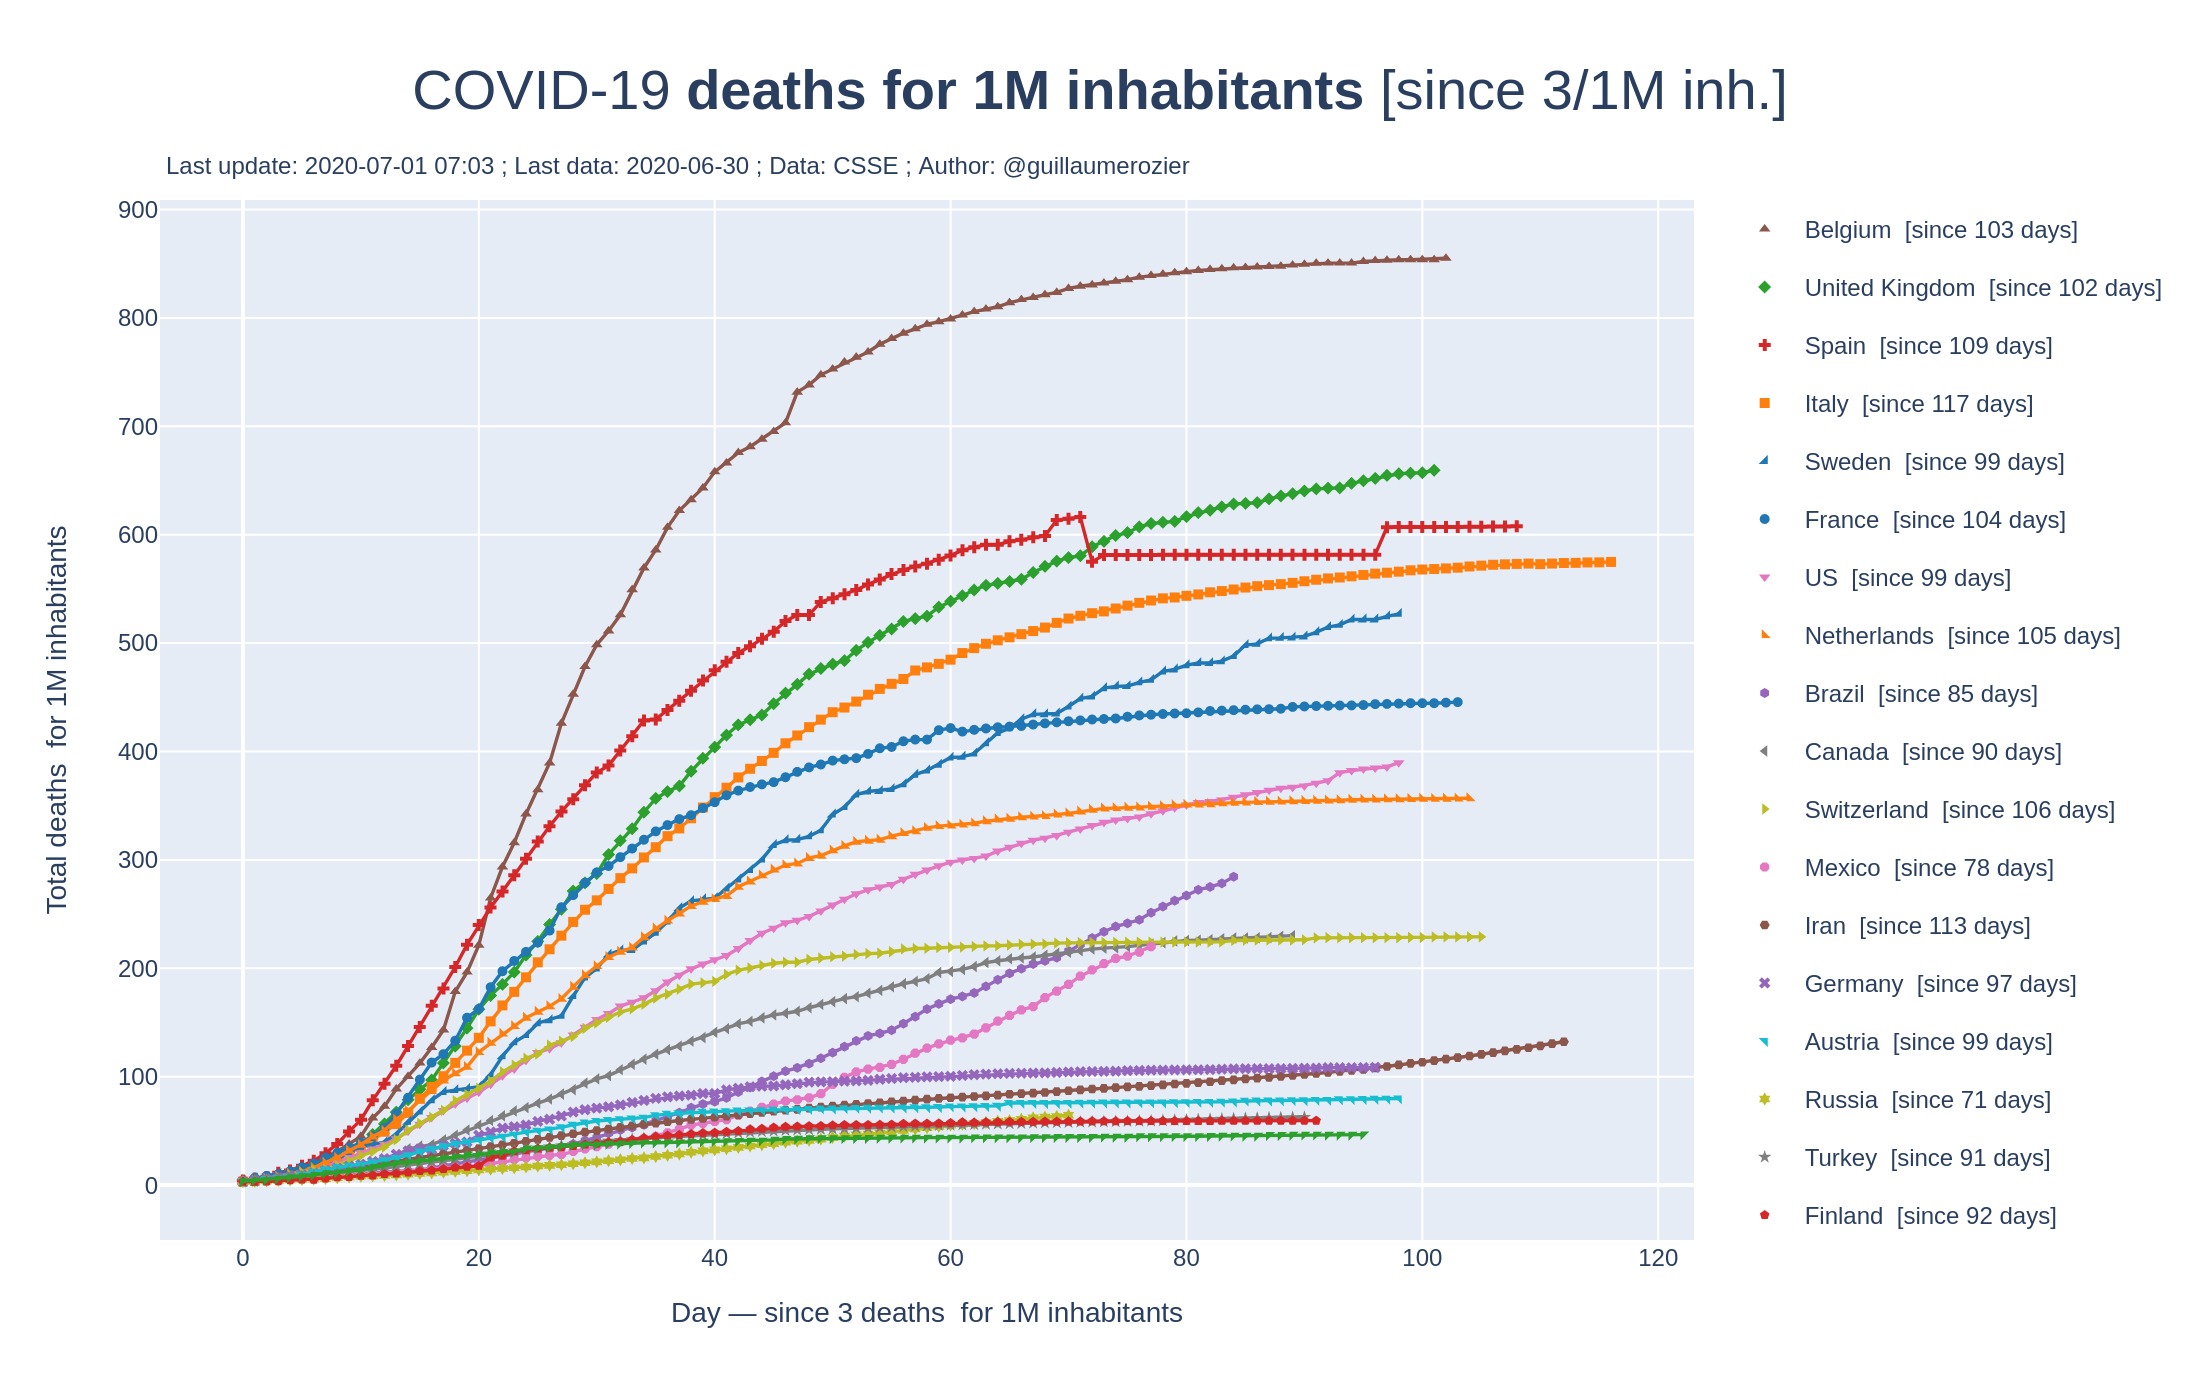 COVID-19 deaths for 1M inhabitants [since 3/1M inh.]
Last update: 2020-07-01 07:03 ; Last data: 2020-06-30 ; Data: CSSE ; Author: @guillaumerozier
Total deaths  for 1M inhabitants
900
800
700
600
500
400
300
200
100
0
0
20
40
60
80
100
120
Day — since 3 deaths  for 1M inhabitants
Belgium  [since 103 days]
United Kingdom  [since 102 days]
Spain  [since 109 days]
Italy  [since 117 days]
Sweden  [since 99 days]
France  [since 104 days]
US  [since 99 days]
Netherlands  [since 105 days]
Brazil  [since 85 days]
Canada  [since 90 days]
Switzerland  [since 106 days]
Mexico  [since 78 days]
Iran  [since 113 days]
Germany  [since 97 days]
Austria  [since 99 days]
Russia  [since 71 days]
Turkey  [since 91 days]
Finland  [since 92 days]